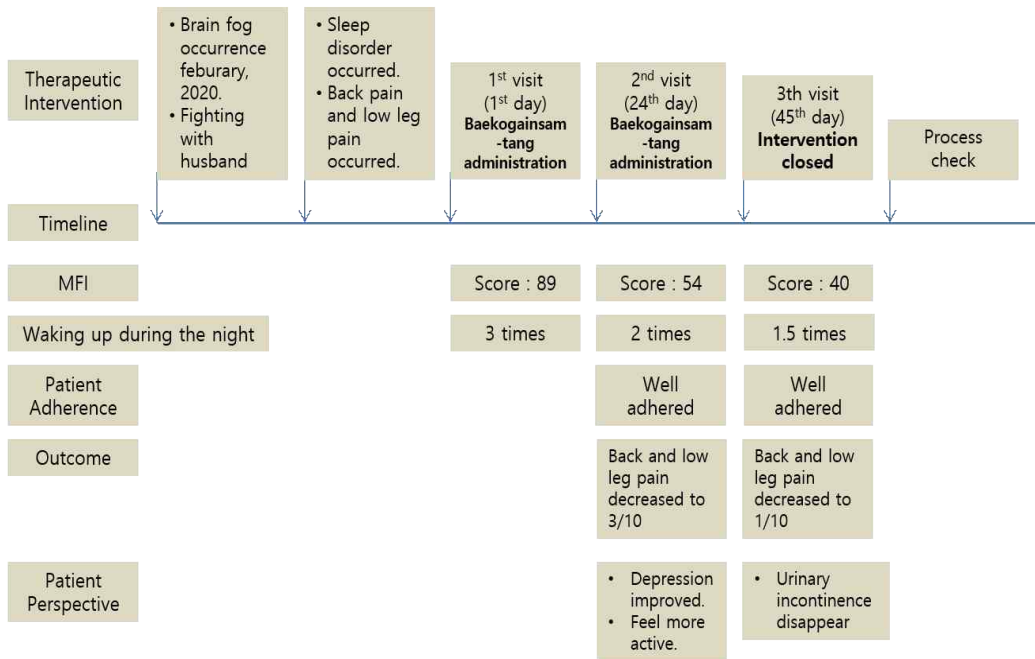 Therapeutic
Intervention
• Brain fog
occurrence
feburary,
2020.
• Fighting
with
husband
• Sleep
disorder
occurred.
• Back pain
and low leg
pain
occurred.
1st visit
(1st day)
Baekogainsam
-tang
administration
2nd visit
(24th day)
Baekogainsam
-tang
administration
3th visit
(45th day)
Intervention
closed
Process
check
Timeline
MFI
Score : 89
Score : 54
Score : 40
Waking up during the night
3 times
2 times
1.5 times
Patient
Adherence
Well
adhered
Well
adhered
Outcome
Back and low
leg pain
decreased to
3/10
Back and low
leg pain
decreased to
1/10
Patient
Perspective
• Depression
improved.
• Feel more
active.
• Urinary
incontinence
disappear